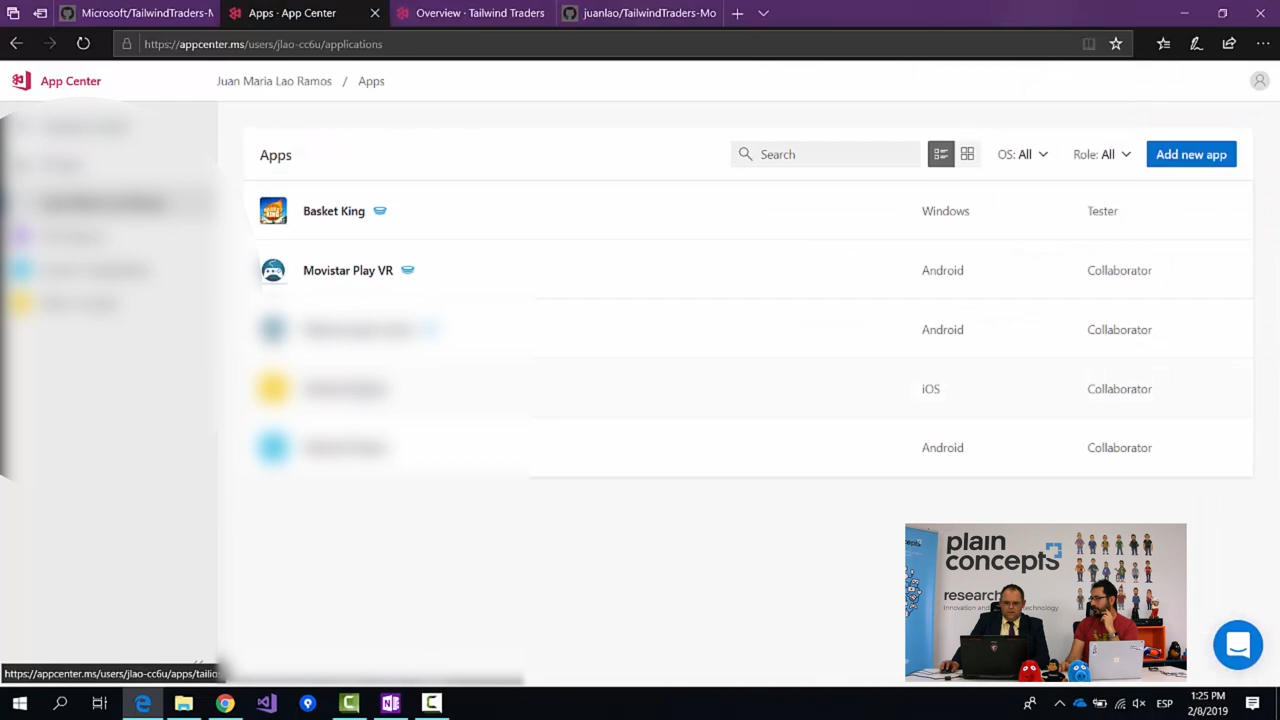 Microsoft/TailwindTraders-M
Apps · App Center
Overview · Tailwind Traders
juanlao/TailwindTraders-Mo
https://appcenter.ms/users/jlao-cc6u/applications
App Center
Juan Maria Lao Ramos / Apps
Apps
Search
OS: All
Role: All
Add new app
Basket King
Windows
Tester
Movistar Play VR
Android
Collaborator
Android
Collaborator
iOS
Collaborator
Android
Collaborator
plain
concepts
research
https://appcenter.ms/users/jlao-cc6u/apps/tailo
ESP
1:25 PM
2/8/2019